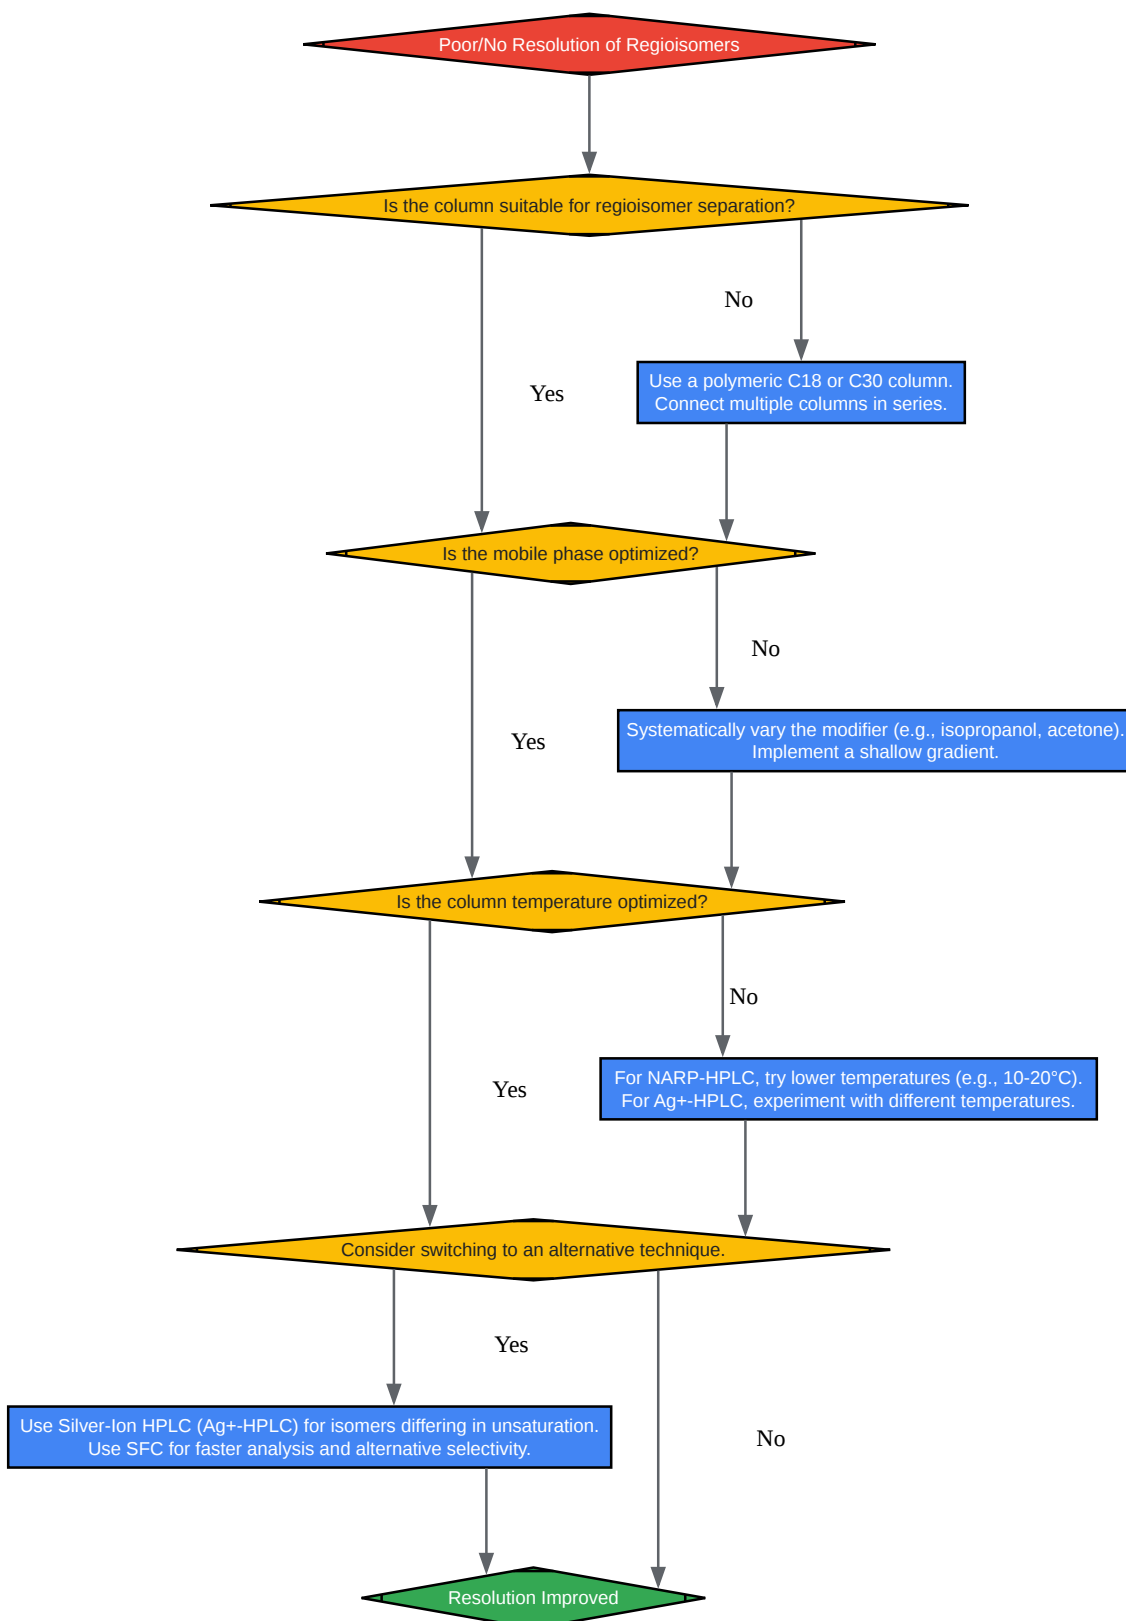 Poor/No Resolution of Regioisomers
Is the column suitable for regioisomer separation?
No
Use a polymeric C18 or C30 column.
Connect multiple columns in series.
Yes
Is the mobile phase optimized?
No
Systematically vary the modifier (e.g., isopropanol, acetone).
Implement a shallow gradient.
Yes
Is the column temperature optimized?
No
For NARP-HPLC, try lower temperatures (e.g., 10-20°C).
For Ag+-HPLC, experiment with different temperatures.
Yes
Consider switching to an alternative technique.
Yes
Use Silver-Ion HPLC (Ag+-HPLC) for isomers differing in unsaturation.
Use SFC for faster analysis and alternative selectivity.
No
Resolution Improved